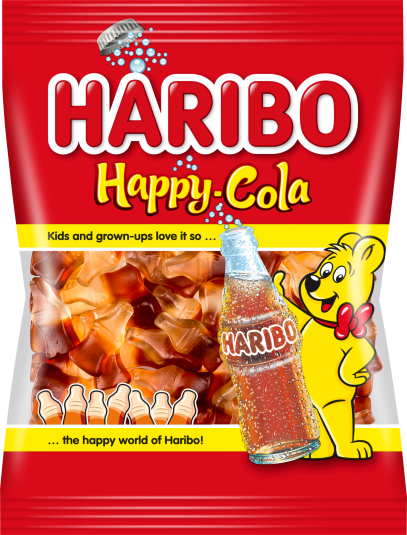 HARIBO
Happy-Cola
Kids and grown-ups love it so ...
HARIBO
... the happy world of Haribo!